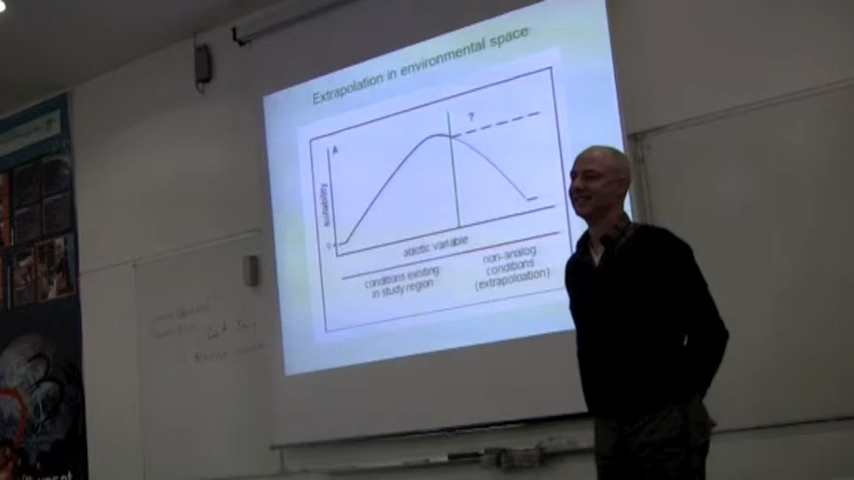 Extrapolation in environmental space
A
?
suitability
0
abiotic variable
conditions existing
in study region
non-analog
conditions
(extrapolation)